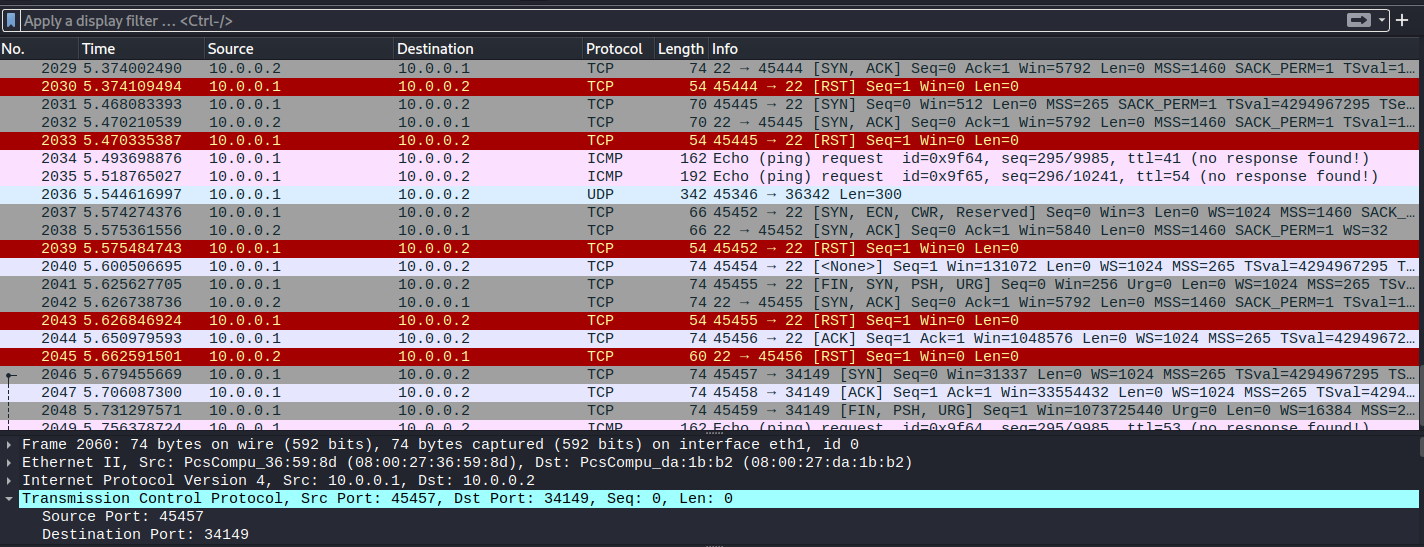 Apply a display filter … <Ctrl-/>
No. Time Source Destination Protocol Length Info
2029 5.374002490 10.0.0.2 10.0.0.1 TCP 74 22 → 45444 [SYN, ACK] Seq=0 Ack=1 Win=5792 Len=0 MSS=1460 SACK_PERM=1 TSval=1…
2030 5.374109494 10.0.0.1 10.0.0.2 TCP 54 45444 → 22 [RST] Seq=1 Win=0 Len=0
2031 5.468083393 10.0.0.1 10.0.0.2 TCP 70 45445 → 22 [SYN] Seq=0 Win=512 Len=0 MSS=265 SACK_PERM=1 TSval=4294967295 TSe…
2032 5.470210539 10.0.0.2 10.0.0.1 TCP 70 22 → 45445 [SYN, ACK] Seq=0 Ack=1 Win=5792 Len=0 MSS=1460 SACK_PERM=1 TSval=1…
2033 5.470335387 10.0.0.1 10.0.0.2 TCP 54 45445 → 22 [RST] Seq=1 Win=0 Len=0
2034 5.493698876 10.0.0.1 10.0.0.2 ICMP 162 Echo (ping) request id=0x9f64, seq=295/9985, ttl=41 (no response found!)
2035 5.518765027 10.0.0.1 10.0.0.2 ICMP 192 Echo (ping) request id=0x9f65, seq=296/10241, ttl=54 (no response found!)
2036 5.544616997 10.0.0.1 10.0.0.2 UDP 342 45346 → 36342 Len=300
2037 5.574274376 10.0.0.1 10.0.0.2 TCP 66 45452 → 22 [SYN, ECN, CWR, Reserved] Seq=0 Win=3 Len=0 WS=1024 MSS=1460 SACK_…
2038 5.575361556 10.0.0.2 10.0.0.1 TCP 66 22 → 45452 [SYN, ACK] Seq=0 Ack=1 Win=5840 Len=0 MSS=1460 SACK_PERM=1 WS=32
2039 5.575484743 10.0.0.1 10.0.0.2 TCP 54 45452 → 22 [RST] Seq=1 Win=0 Len=0
2040 5.600506695 10.0.0.1 10.0.0.2 TCP 74 45454 → 22 [<None>] Seq=1 Win=131072 Len=0 WS=1024 MSS=265 TSval=4294967295 T…
2041 5.625627705 10.0.0.1 10.0.0.2 TCP 74 45455 → 22 [FIN, SYN, PSH, URG] Seq=0 Win=256 Urg=0 Len=0 WS=1024 MSS=265 TSv…
2042 5.626738736 10.0.0.2 10.0.0.1 TCP 74 22 → 45455 [SYN, ACK] Seq=0 Ack=1 Win=5792 Len=0 MSS=1460 SACK_PERM=1 TSval=1…
2043 5.626846924 10.0.0.1 10.0.0.2 TCP 54 45455 → 22 [RST] Seq=1 Win=0 Len=0
2044 5.650979593 10.0.0.1 10.0.0.2 TCP 74 45456 → 22 [ACK] Seq=1 Ack=1 Win=1048576 Len=0 WS=1024 MSS=265 TSval=42949672…
2045 5.662591501 10.0.0.2 10.0.0.1 TCP 60 22 → 45456 [RST] Seq=1 Win=0 Len=0
2046 5.679455669 10.0.0.1 10.0.0.2 TCP 74 45457 → 34149 [SYN] Seq=0 Win=31337 Len=0 WS=1024 MSS=265 TSval=4294967295 TS…
2047 5.706087300 10.0.0.1 10.0.0.2 TCP 74 45458 → 34149 [ACK] Seq=1 Ack=1 Win=33554432 Len=0 WS=1024 MSS=265 TSval=4294…
2048 5.731297571 10.0.0.1 10.0.0.2 TCP 74 45459 → 34149 [FIN, PSH, URG] Seq=1 Win=1073725440 Urg=0 Len=0 WS=16384 MSS=2…
2049 5.756378724 10.0.0.1 10.0.0.2 ICMP 162 Echo (ping) request id=0x9f64, seq=295/9985, ttl=53 (no response found!)
Frame 2060: 74 bytes on wire (592 bits), 74 bytes captured (592 bits) on interface eth1, id 0
Ethernet II, Src: PcsCompu_36:59:8d (08:00:27:36:59:8d), Dst: PcsCompu_da:1b:b2 (08:00:27:da:1b:b2)
Internet Protocol Version 4, Src: 10.0.0.1, Dst: 10.0.0.2
Transmission Control Protocol, Src Port: 45457, Dst Port: 34149, Seq: 0, Len: 0
Source Port: 45457
Destination Port: 34149